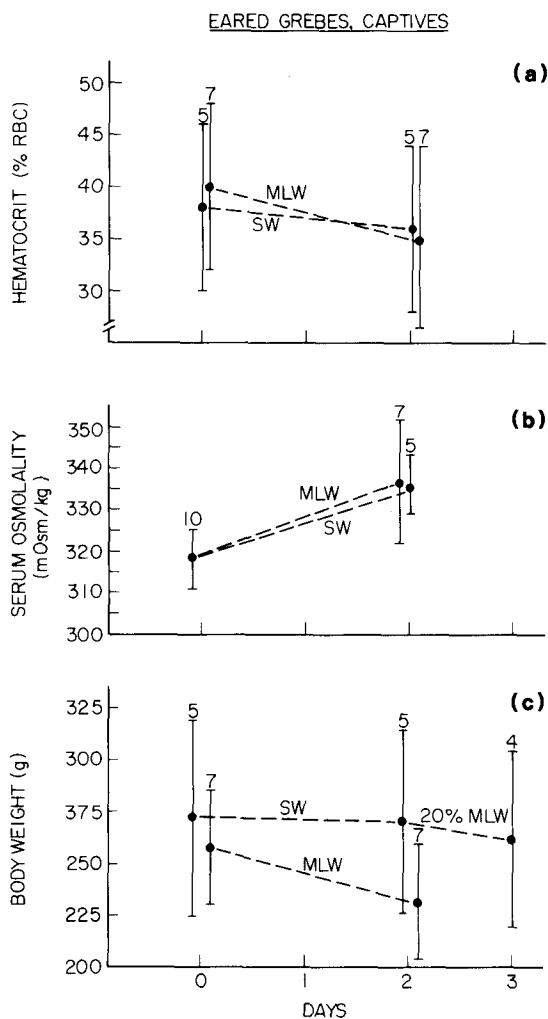 EARED GREBES, CAPTIVES
(a)
HEMATOCRIT (% RBC)
50
45
40
35
30
5 7
5 7
MLW
SW
(b)
SERUM OSMOLALITY
(mOsm/kg)
350
340
330
320
310
300
10
7
5
MLW
SW
(c)
BODY WEIGHT (g)
325
300
375
250
225
200
5
7
5
7
4
SW
20% MLW
MLW
0 1 2 3
DAYS